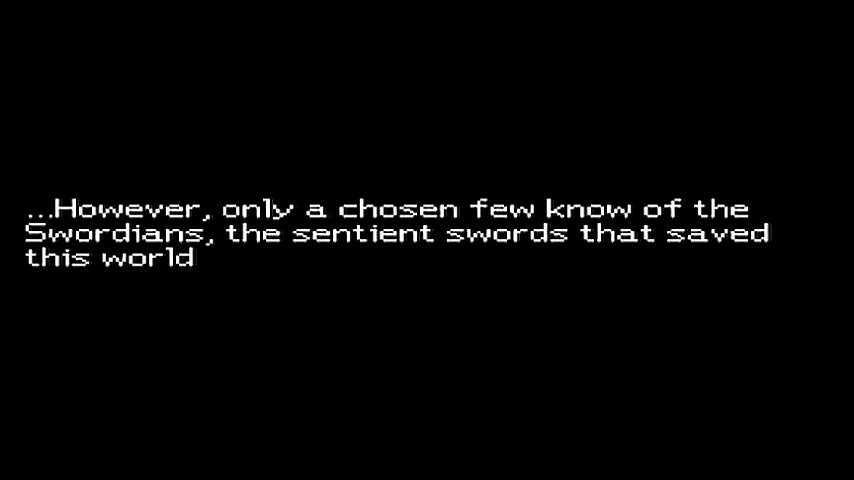 ...However, only a chosen few know of the
Swordians, the sentient swords that saved
this world